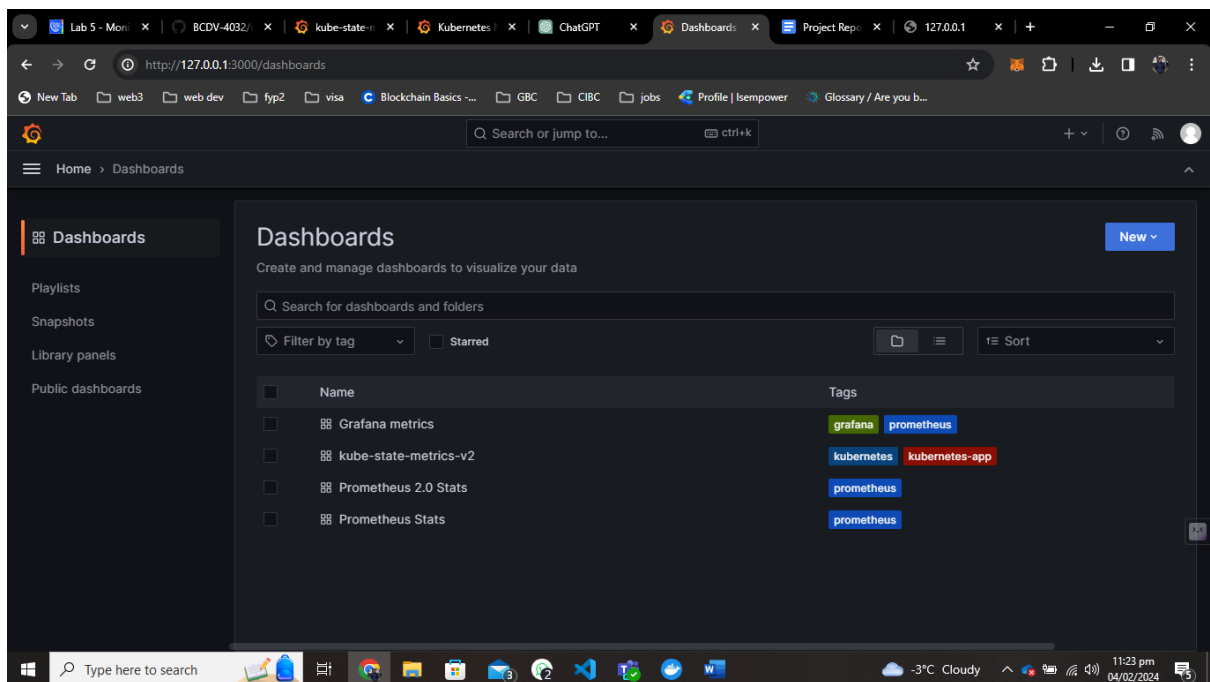 Lab 5 - Moni
BCDV-4032/
kube-state-n
Kubernetes
ChatGPT
Dashboards
Project Repo
127.0.0.1
http://127.0.0.1:3000/dashboards
New Tab web3 web dev fyp2 visa Blockchain Basics -... GBC CIBC jobs Profile | Isempower Glossary / Are you b...
Search or jump to... ctrl+k
Home › Dashboards
Dashboards
Playlists
Snapshots
Library panels
Public dashboards
Dashboards
New
Create and manage dashboards to visualize your data
Search for dashboards and folders
Filter by tag Starred Sort
Name Tags
Grafana metrics grafana prometheus
kube-state-metrics-v2 kubernetes kubernetes-app
Prometheus 2.0 Stats prometheus
Prometheus Stats prometheus
Type here to search
-3°C Cloudy
11:23 pm
04/02/2024